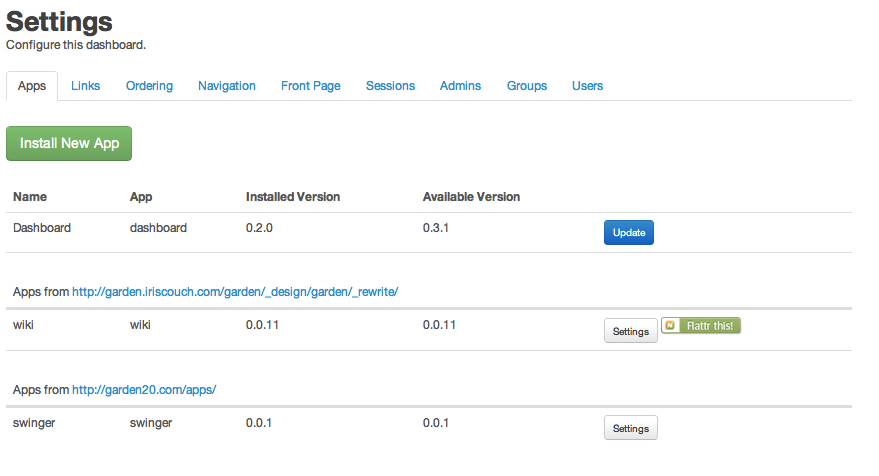 Settings
Configure this dashboard.
Apps Links Ordering Navigation Front Page Sessions Admins Groups Users
Install New App
Name App Installed Version Available Version
Dashboard dashboard 0.2.0 0.3.1 Update
Apps from http://garden.iriscouch.com/garden/_design/garden/_rewrite/
wiki wiki 0.0.11 0.0.11 Settings Flattr this!
Apps from http://garden20.com/apps/
swinger swinger 0.0.1 0.0.1 Settings